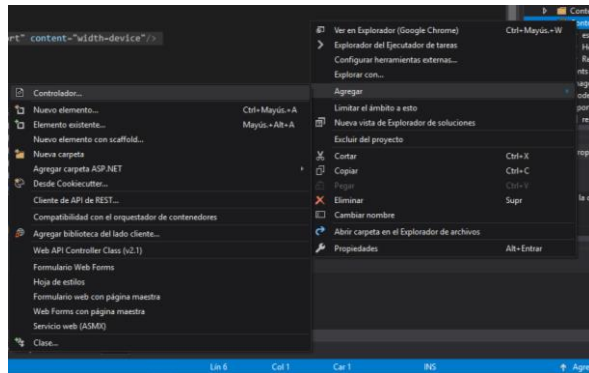 Conte
rt" content="width=device"/>
Ver en Explorador (Google Chrome) Ctrl+Mayús.+W
Explorador del Ejecutador de tareas
Configurar herramientas externas...
Explorar con...
Agregar
Limitar el ámbito a esto
Nueva vista de Explorador de soluciones
Excluir del proyecto
Cortar Ctrl+X
Copiar Ctrl+C
Pegar Ctrl+V
Eliminar Supr
Cambiar nombre
Abrir carpeta en el Explorador de archivos
Propiedades Alt+Entrar
Controlador...
Nuevo elemento... Ctrl+Mayús.+A
Elemento existente... Mayús.+Alt+A
Nuevo elemento con scaffold...
Nueva carpeta
Agregar carpeta ASP.NET
Desde Cookiecutter...
Cliente de API de REST...
Compatibilidad con el orquestador de contenedores
Agregar biblioteca del lado cliente...
Web API Controller Class (v2.1)
Formulario Web Forms
Hoja de estilos
Formulario web con página maestra
Web Forms con página maestra
Servicio web (ASMX)
Clase...
Lín 6 Col 1 Car 1 INS Agre